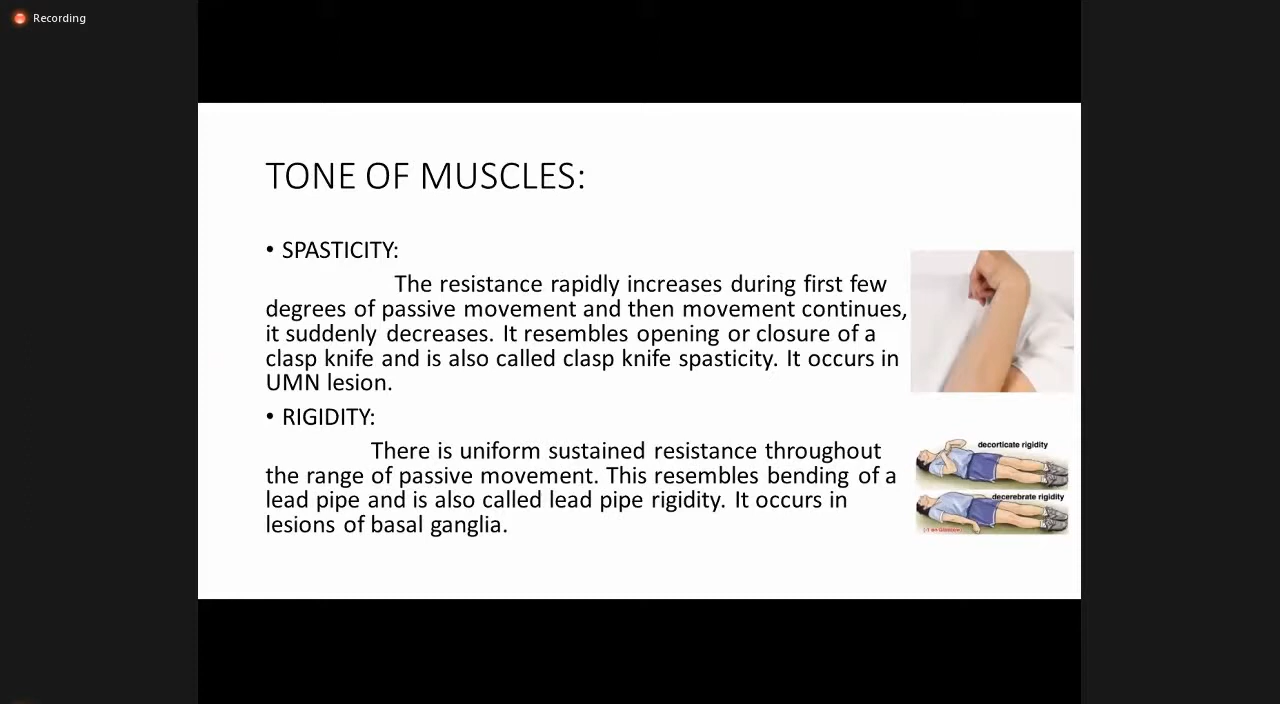 Recording
TONE OF MUSCLES:
• SPASTICITY:
The resistance rapidly increases during first few
degrees of passive movement and then movement continues,
it suddenly decreases. It resembles opening or closure of a
clasp knife and is also called clasp knife spasticity. It occurs in
UMN lesion.
• RIGIDITY:
There is uniform sustained resistance throughout
the range of passive movement. This resembles bending of a
lead pipe and is also called lead pipe rigidity. It occurs in
lesions of basal ganglia.
decorticate rigidity
decerebrate rigidity